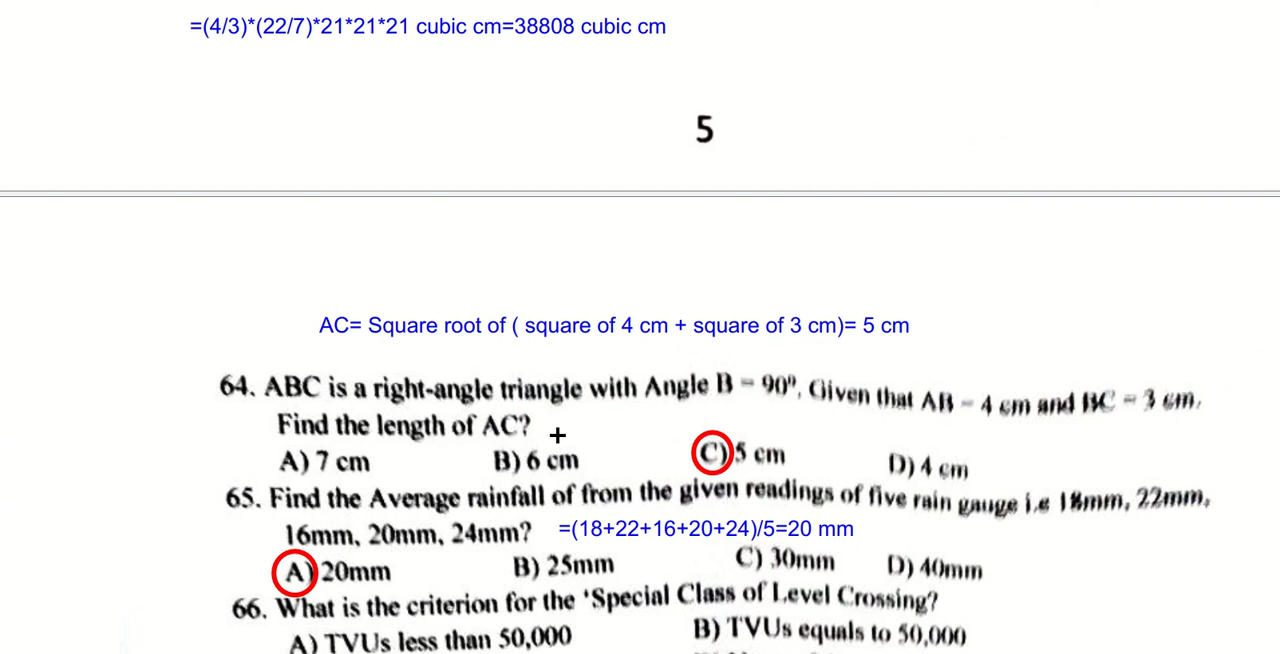 =(4/3)*(22/7)*21*21*21 cubic cm=38808 cubic cm
5
AC= Square root of ( square of 4 cm + square of 3 cm)= 5 cm
64. ABC is a right-angle triangle with Angle B = 90⁰, Given that AB = 4 cm and BC = 3 cm.
Find the length of AC?
A) 7 cm B) 6 cm C) 5 cm D) 4 cm
65. Find the Average rainfall of from the given readings of five rain gauge i.e 18mm, 22mm,
16mm, 20mm, 24mm? =(18+22+16+20+24)/5=20 mm
A) 20mm B) 25mm C) 30mm D) 40mm
66. What is the criterion for the 'Special Class of Level Crossing?
A) TVUs less than 50,000 B) TVUs equals to 50,000